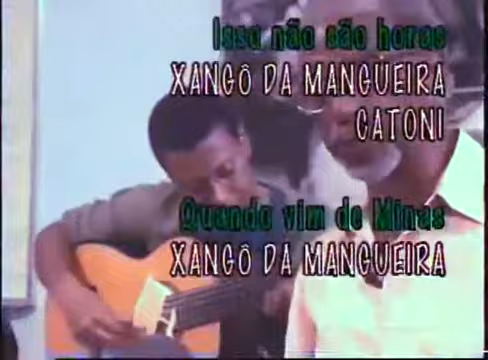 Isso não são horas
XANGÔ DA MANGUEIRA
CATONI
Quando vim de Minas
XANGÔ DA MANGUEIRA